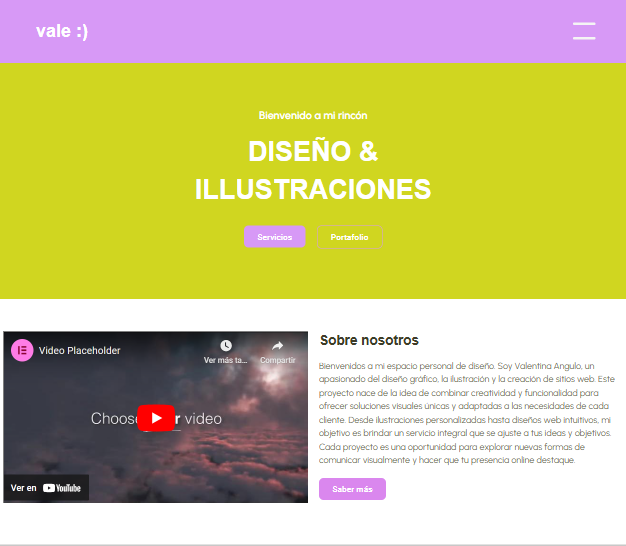 vale :)
Bienvenido a mi rincón
DISEÑO &
ILLUSTRACIONES
Servicios
Portafolio
Video Placeholder
Ver más ta...
Compartir
Choose r video
Ver en YouTube
Sobre nosotros
Bienvenidos a mi espacio personal de diseño. Soy Valentina Angulo, un
apasionado del diseño gráfico, la ilustración y la creación de sitios web. Este
proyecto nace de la idea de combinar creatividad y funcionalidad para
ofrecer soluciones visuales únicas y adaptadas a las necesidades de cada
cliente. Desde ilustraciones personalizadas hasta diseños web intuitivos, mi
objetivo es brindar un servicio integral que se ajuste a tus ideas y objetivos.
Cada proyecto es una oportunidad para explorar nuevas formas de
comunicar visualmente y hacer que tu presencia online destaque.
Saber más